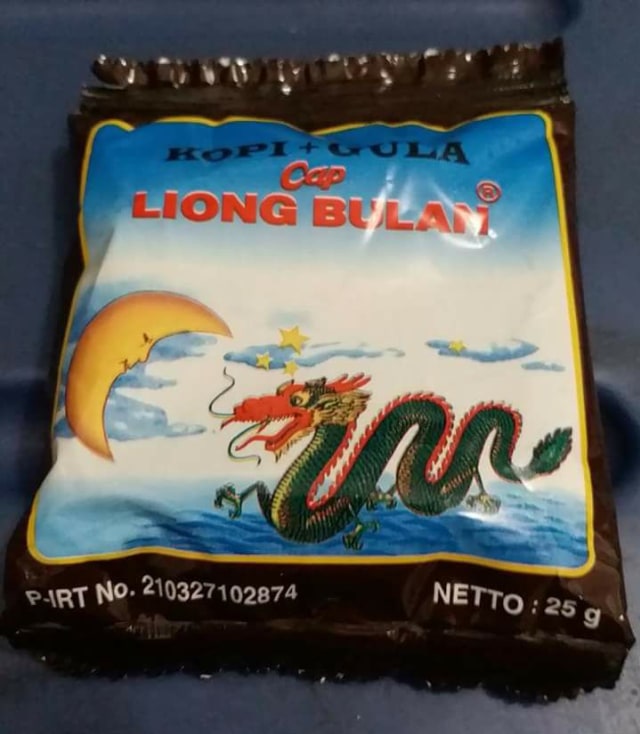 KOPI + GULA
Cap
LIONG BULAN ®
P-IRT No. 210327102874
NETTO : 25 g